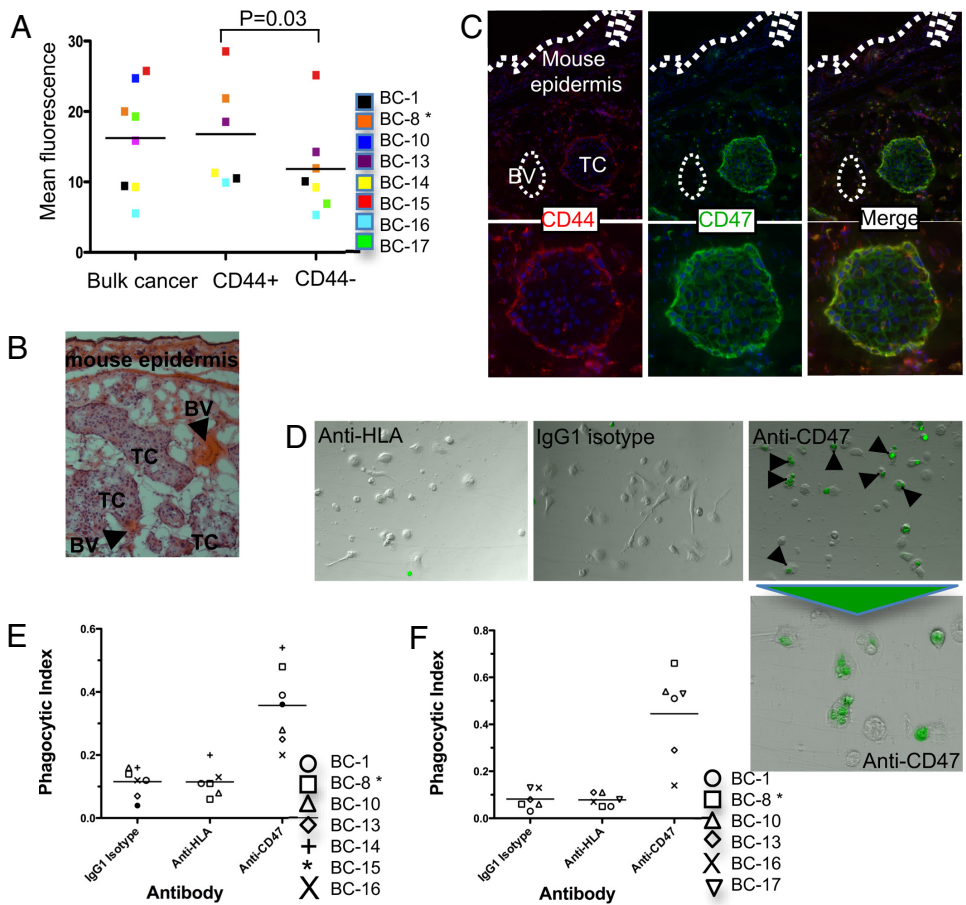 A
P=0.03
Mean fluorescence
30
20
10
0
Bulk cancer
CD44+
CD44-
BC-1
BC-8 *
BC-10
BC-13
BC-14
BC-15
BC-16
BC-17
B
mouse epidermis
BV
TC
TC
BV
TC
C
Mouse
epidermis
BV
TC
CD44
CD47
Merge
D
Anti-HLA
IgG1 isotype
Anti-CD47
Anti-CD47
E
Phagocytic Index
0.6
0.4
0.2
0.0
IgG1 Isotype
Anti-HLA
Anti-CD47
Antibody
BC-1
BC-8 *
BC-10
BC-13
BC-14
BC-15
BC-16
F
Phagocytic Index
0.8
0.6
0.4
0.2
0.0
IgG1 Isotype
Anti-HLA
Anti-CD47
Antibody
BC-1
BC-8 *
BC-10
BC-13
BC-16
BC-17